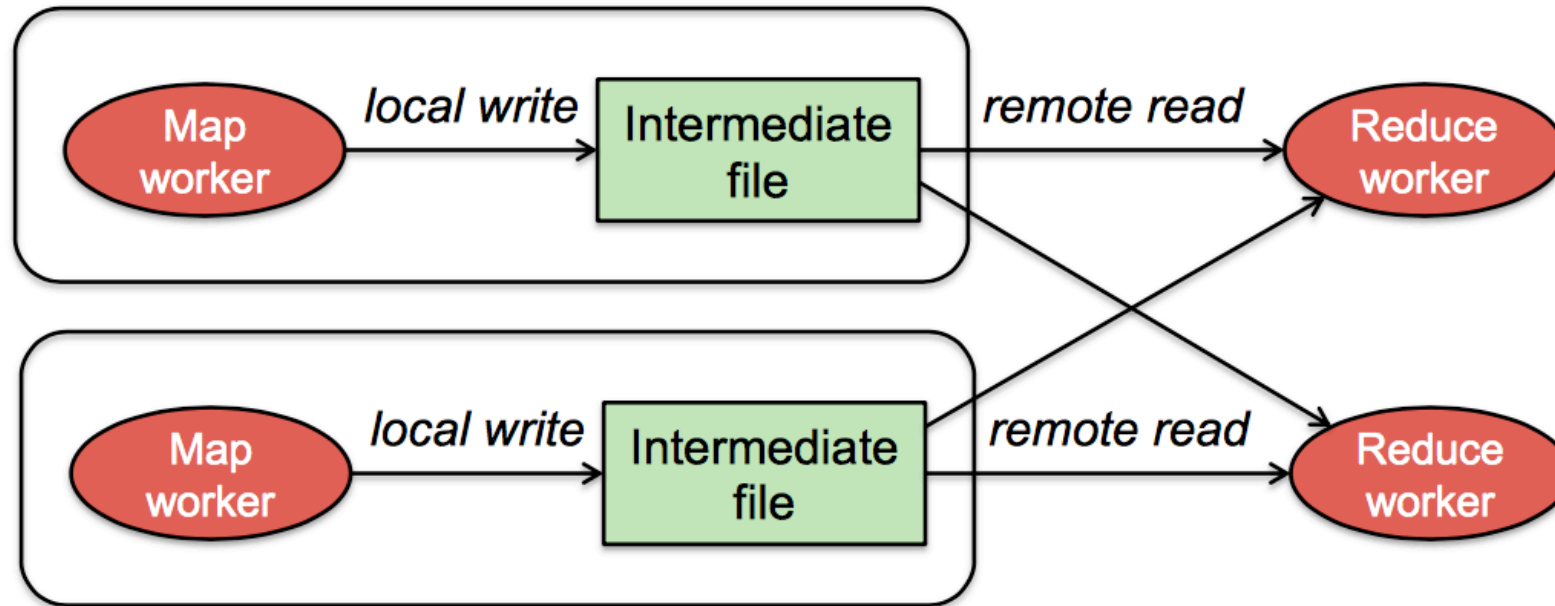 Map
worker
local write
Intermediate
file
remote read
Reduce
worker
Map
worker
local write
Intermediate
file
remote read
Reduce
worker